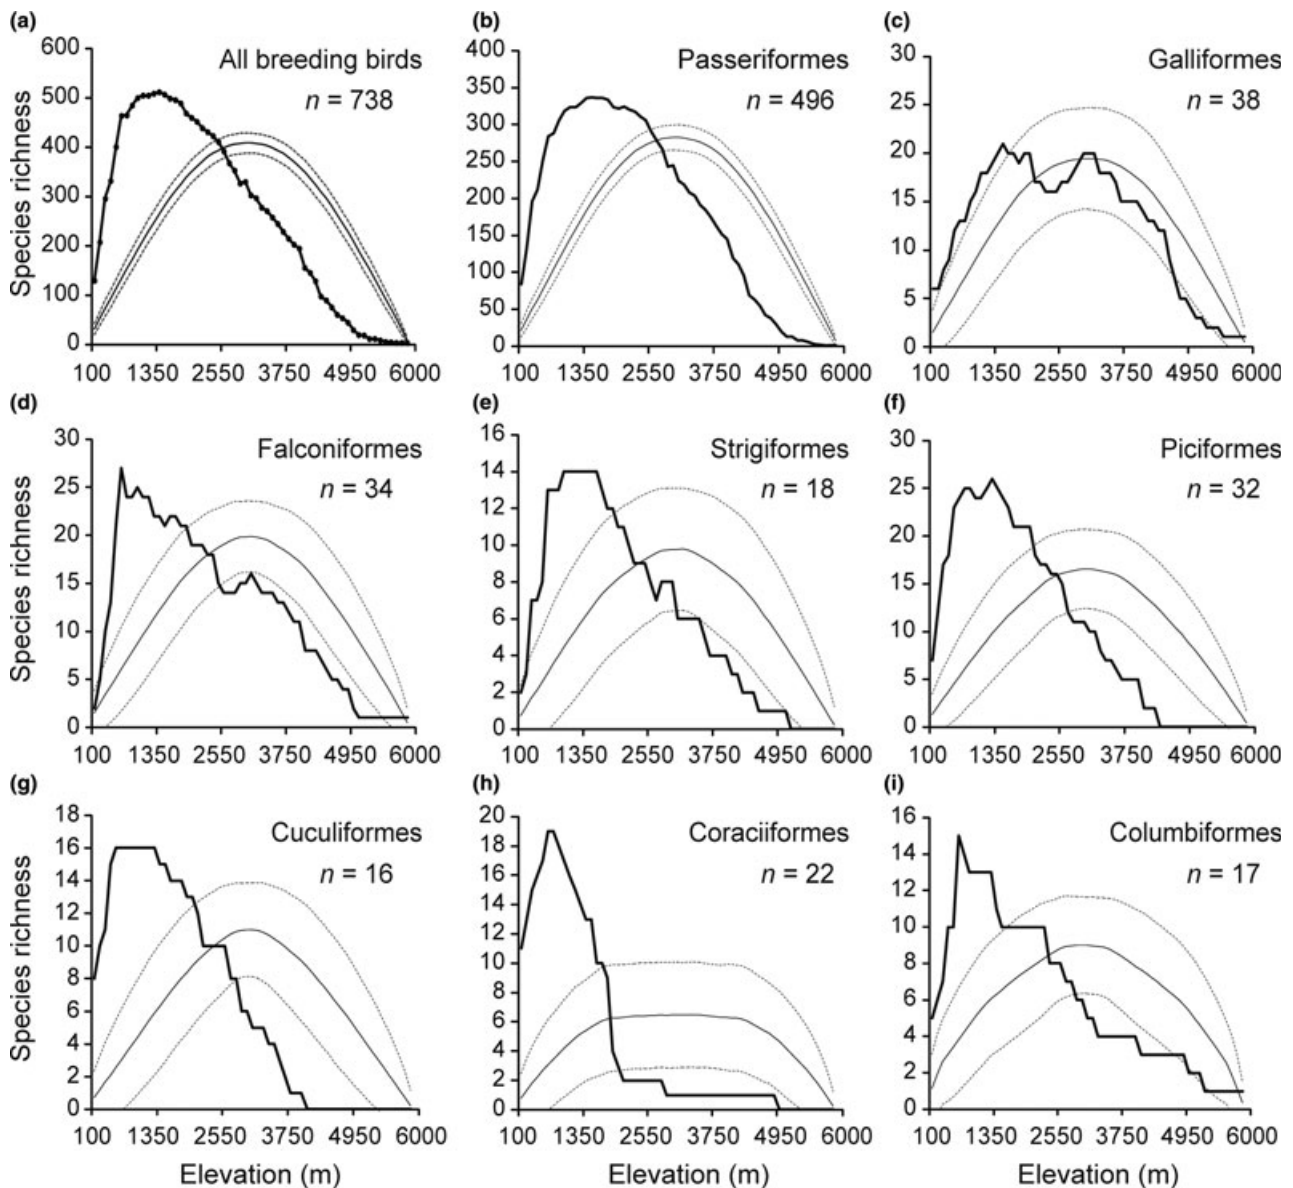 (a)
All breeding birds
n = 738
Species richness
600
500
400
300
200
100
0
100 1350 2550 3750 4950 6000
(b)
Passeriformes
n = 496
400
350
300
250
200
150
100
50
0
100 1350 2550 3750 4950 6000
(c)
Galliformes
n = 38
30
25
20
15
10
5
0
100 1350 2550 3750 4950 6000
(d)
Falconiformes
n = 34
Species richness
30
25
20
15
10
5
0
100 1350 2550 3750 4950 6000
(e)
Strigiformes
n = 18
16
14
12
10
8
6
4
2
0
100 1350 2550 3750 4950 6000
(f)
Piciformes
n = 32
30
25
20
15
10
5
0
100 1350 2550 3750 4950 6000
(g)
Cuculiformes
n = 16
Species richness
18
16
14
12
10
8
6
4
2
0
100 1350 2550 3750 4950 6000
Elevation (m)
(h)
Coraciiformes
n = 22
20
18
16
14
12
10
8
6
4
2
0
100 1350 2550 3750 4950 6000
Elevation (m)
(i)
Columbiformes
n = 17
16
14
12
10
8
6
4
2
0
100 1350 2550 3750 4950 6000
Elevation (m)